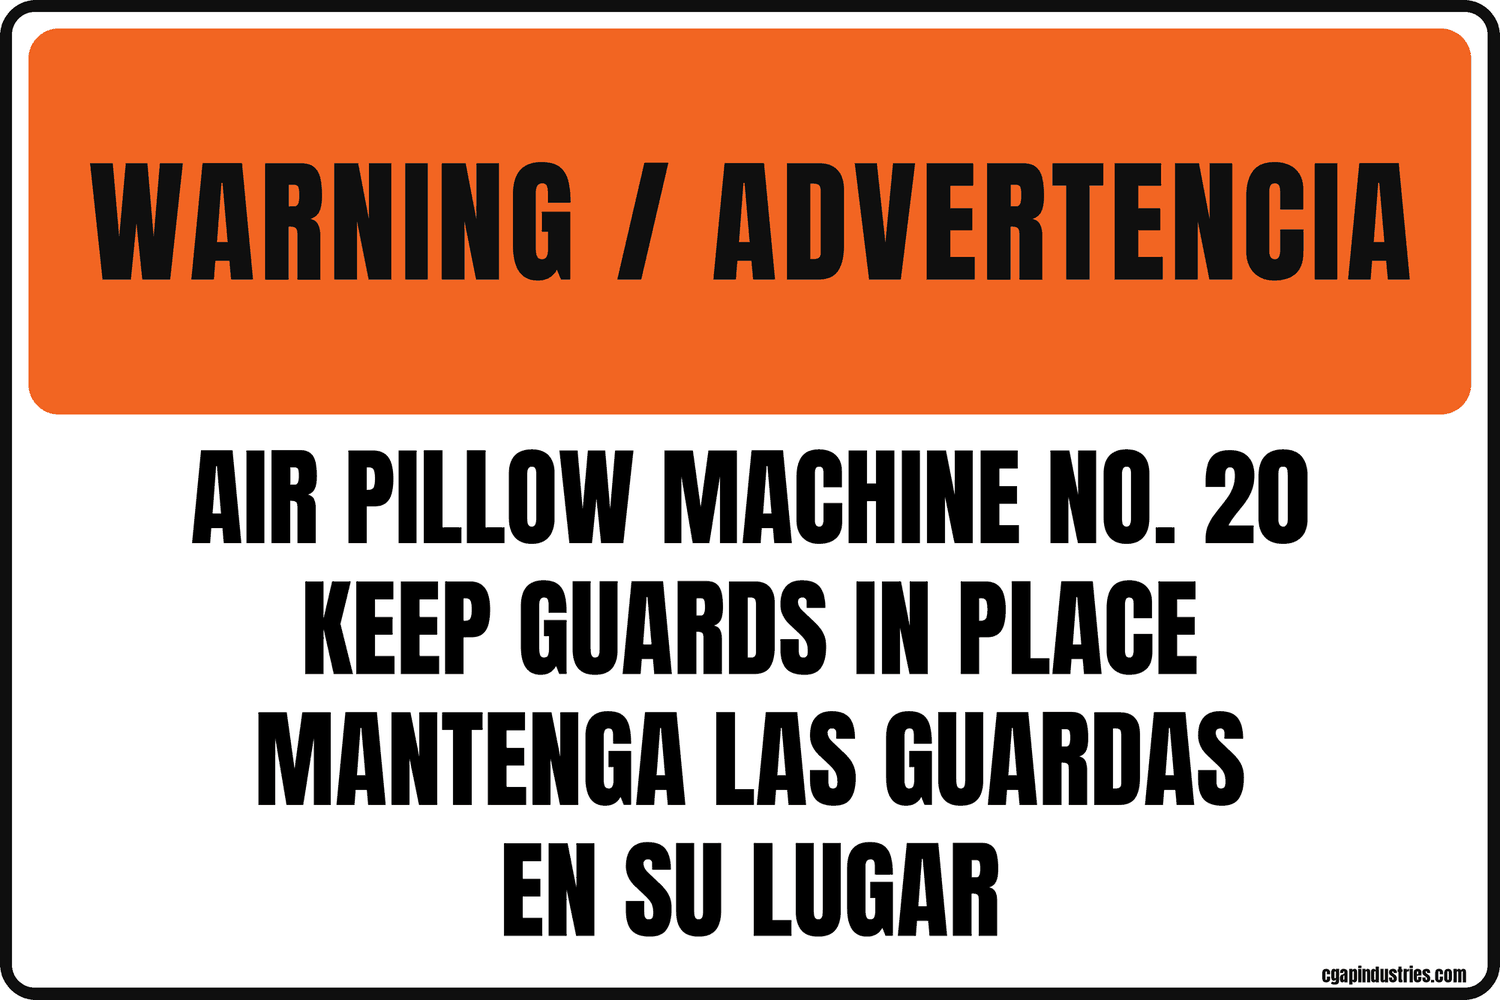 WARNING / ADVERTENCIA
AIR PILLOW MACHINE NO. 20
KEEP GUARDS IN PLACE
MANTENGA LAS GUARDAS
EN SU LUGAR
cgapindustries.com